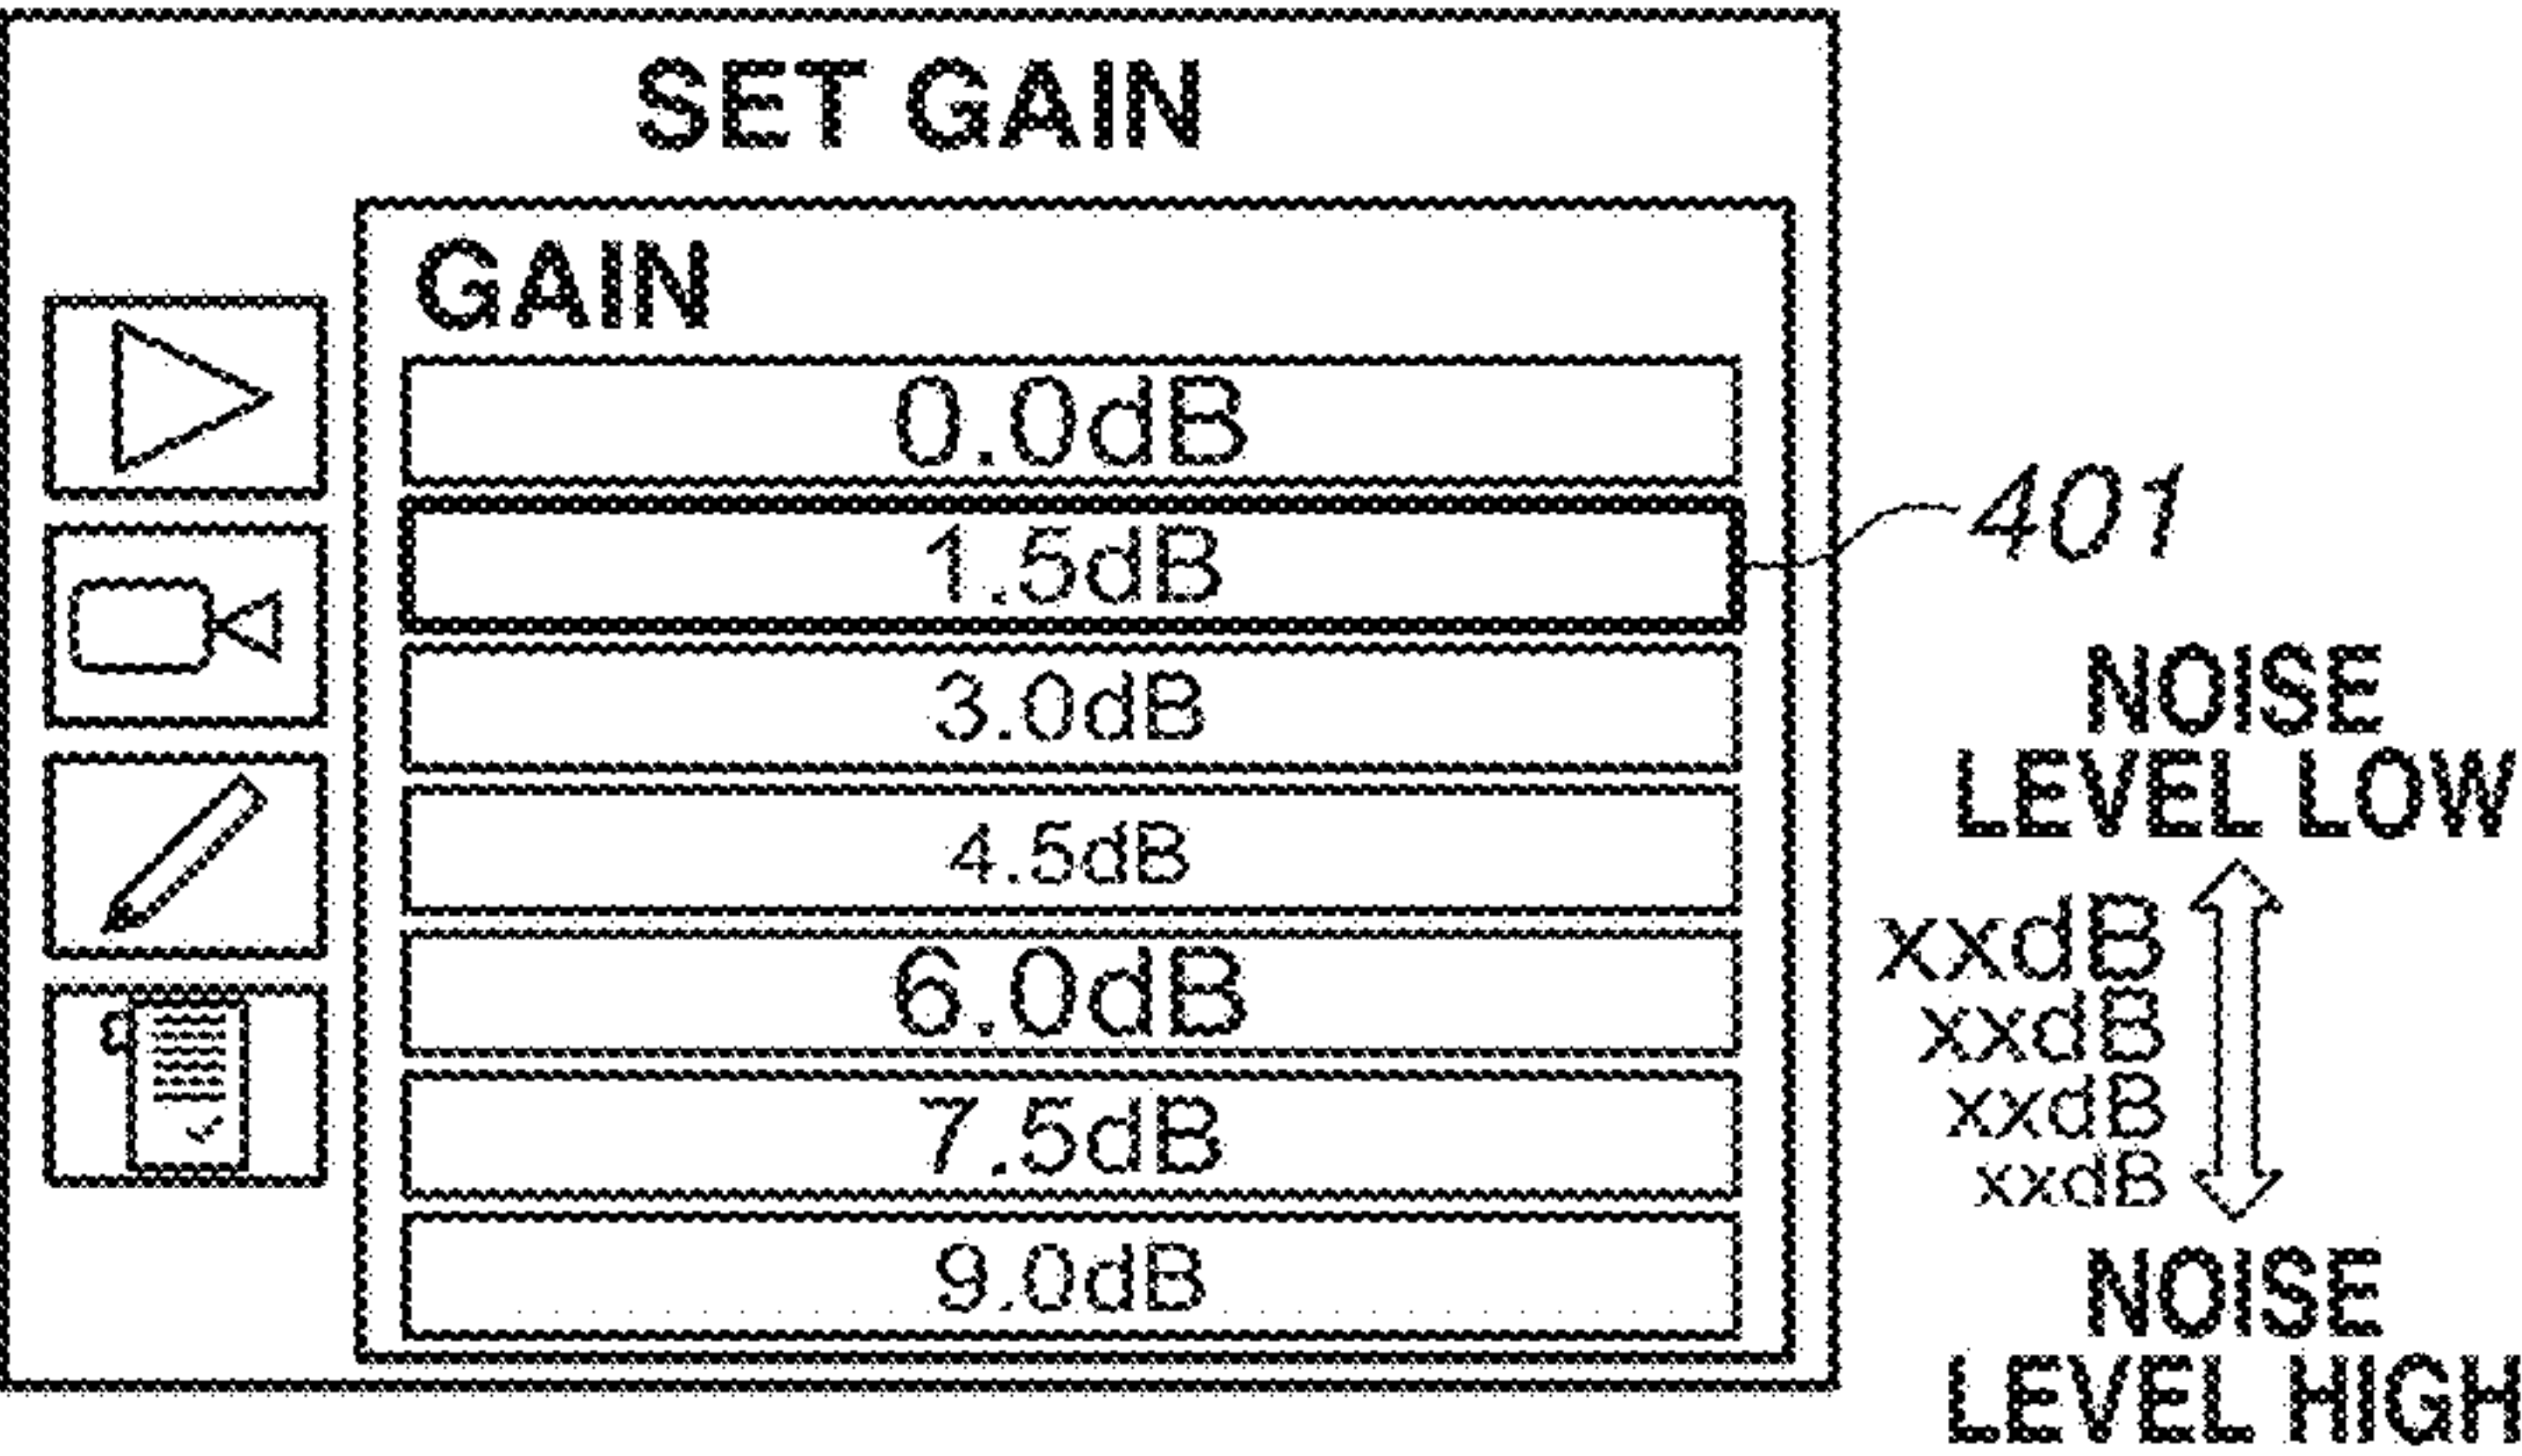 SET GAIN
GAIN
0.0dB
1.5dB
401
3.0dB
4.5dB
6.0dB
7.5dB
9.0dB
NOISE
LEVEL LOW
xxdB
xxdB
xxdB
xxdB
NOISE
LEVEL HIGH